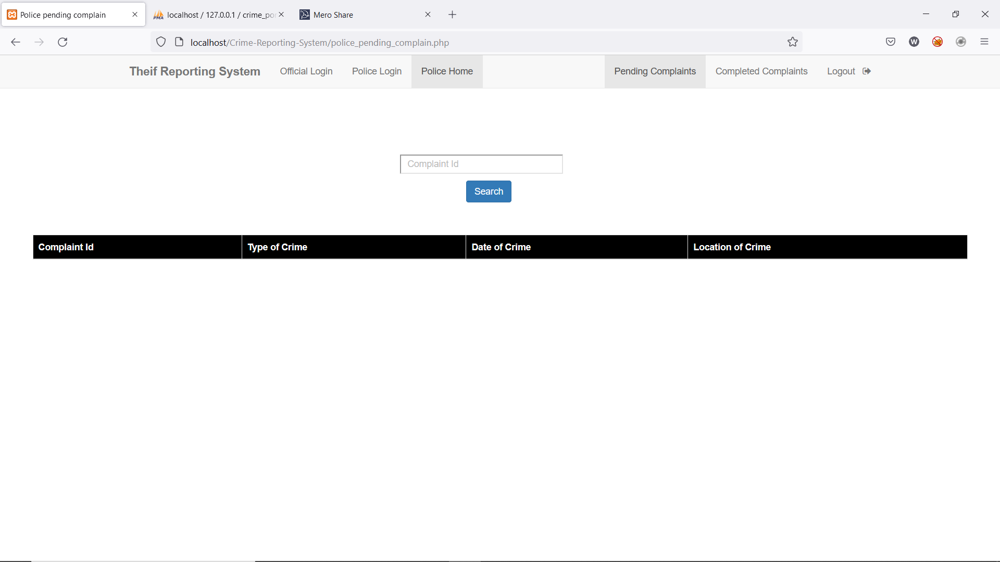 Police pending complain
localhost / 127.0.0.1 / crime_por
Mero Share
localhost/Crime-Reporting-System/police_pending_complain.php
W
Theif Reporting System
Official Login
Police Login
Police Home
Pending Complaints
Completed Complaints
Logout
Complaint Id
Search
Complaint Id
Type of Crime
Date of Crime
Location of Crime